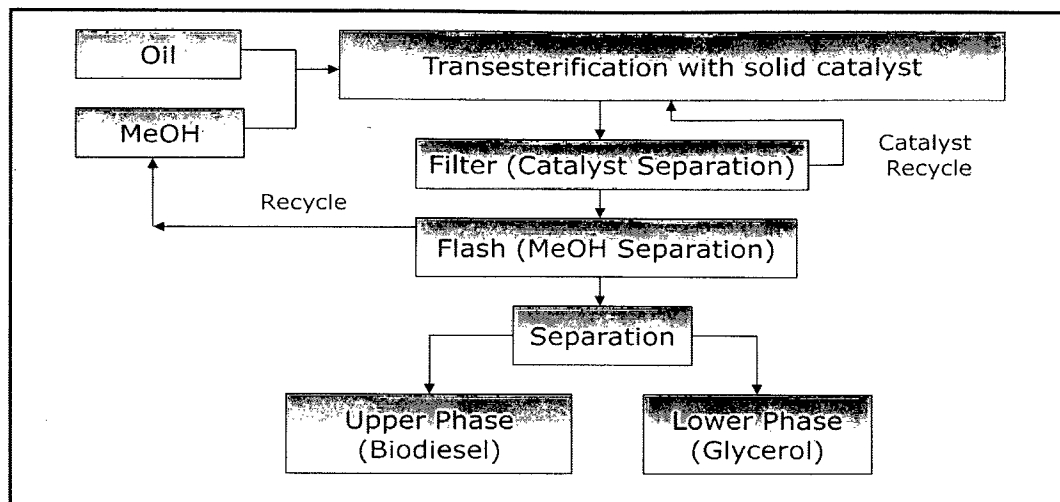 Oil
Transesterification with solid catalyst
MeOH
Catalyst
Recycle
Filter (Catalyst Separation)
Recycle
Flash (MeOH Separation)
Separation
Upper Phase
(Biodiesel)
Lower Phase
(Glycerol)